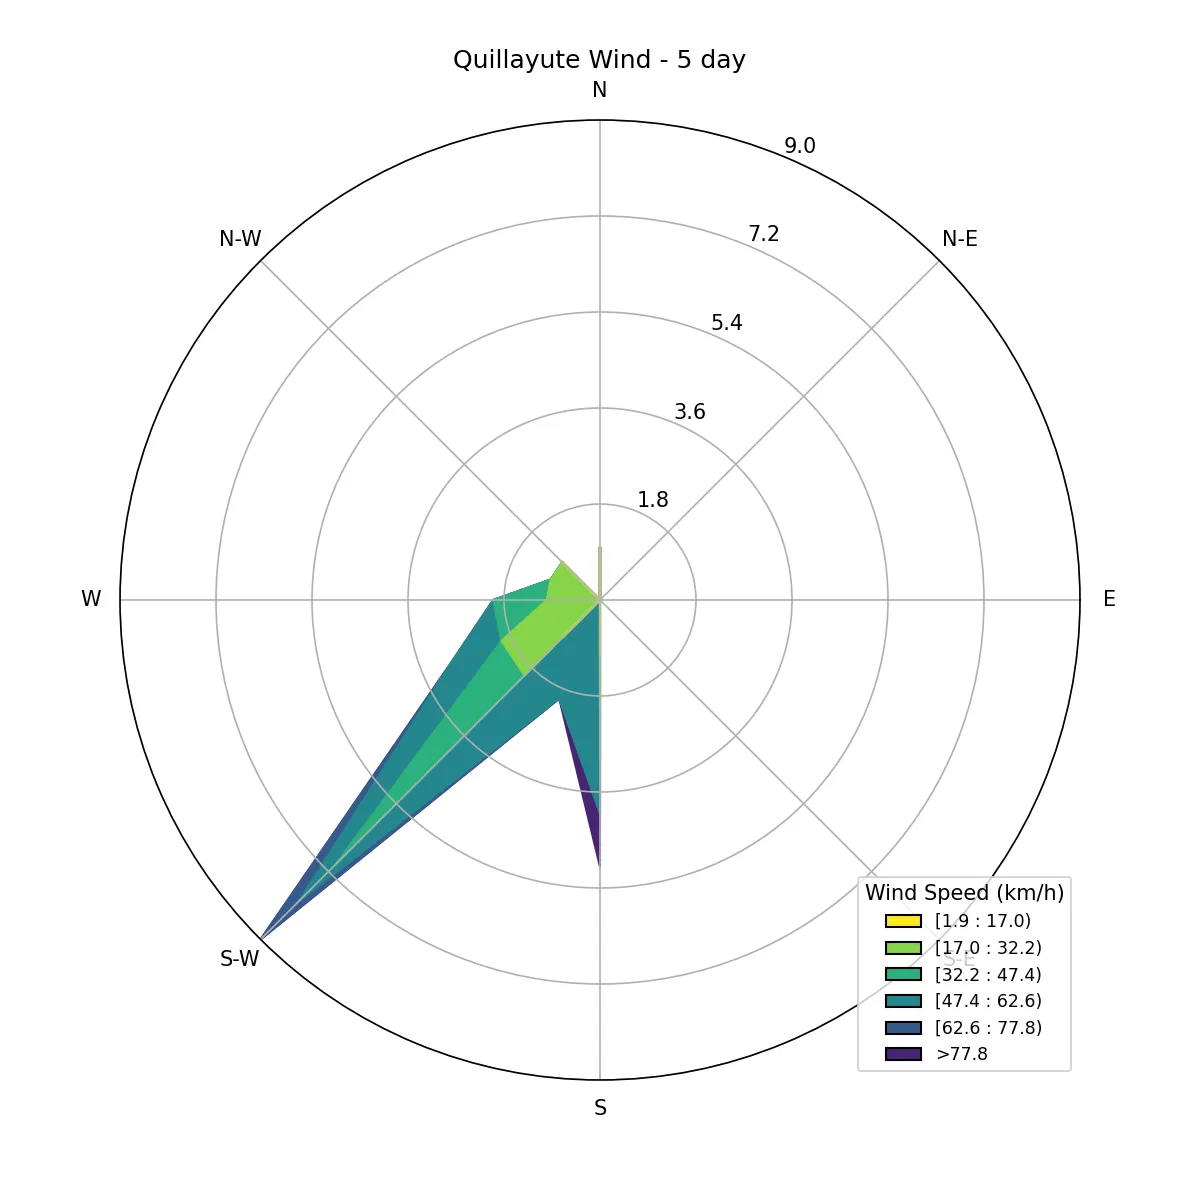 Quillayute Wind - 5 day
N
9.0
N-W
7.2
N-E
5.4
3.6
1.8
W
E
S-W
S-E
S
Wind Speed (km/h)
[1.9 : 17.0)
[17.0 : 32.2)
[32.2 : 47.4)
[47.4 : 62.6)
[62.6 : 77.8)
>77.8